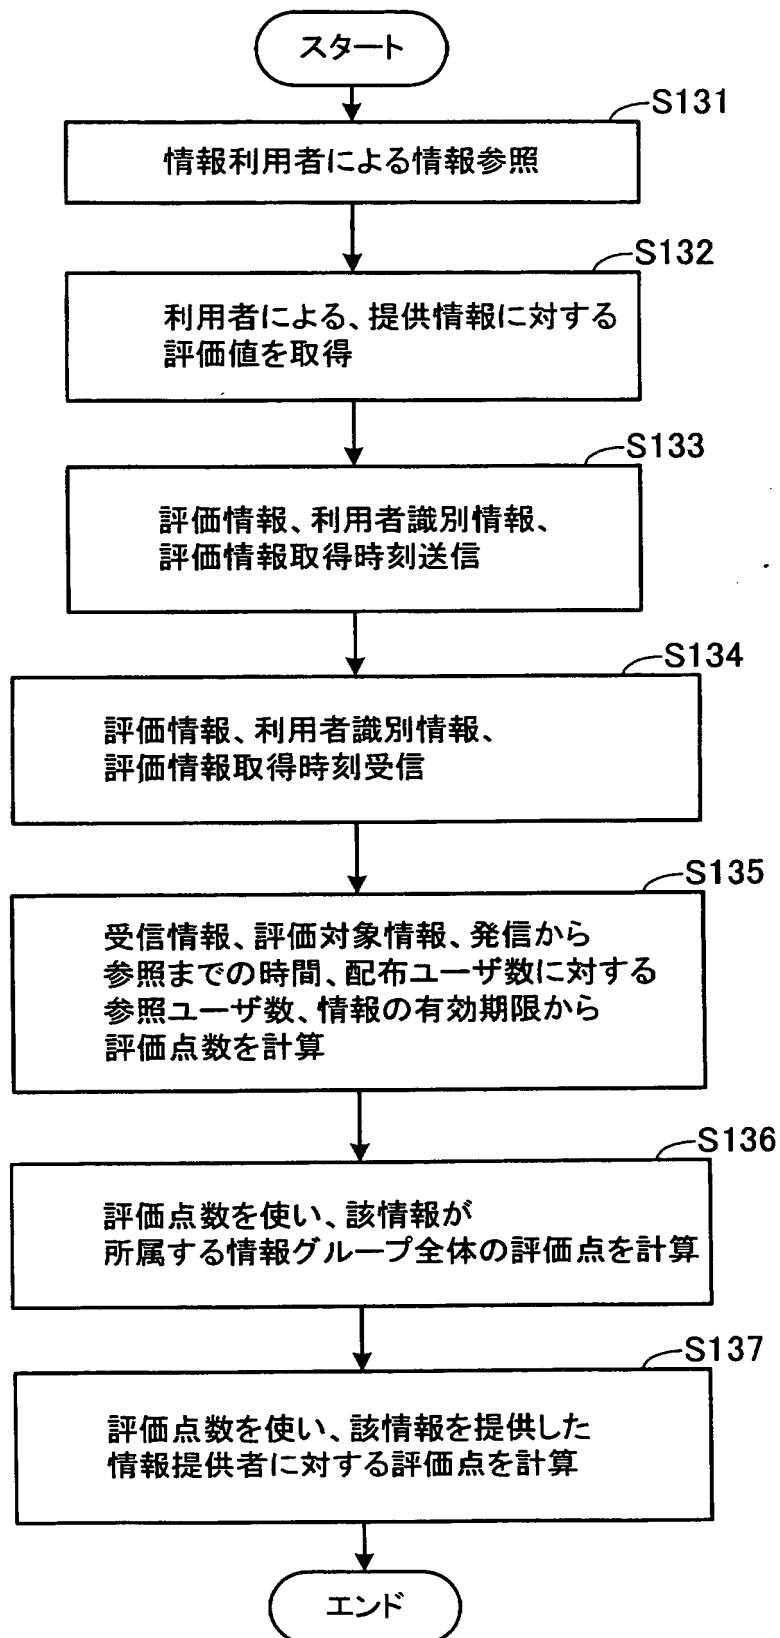 スタート
S131
情報利用者による情報参照
S132
利用者による、提供情報に対する
評価値を取得
S133
評価情報、利用者識別情報、
評価情報取得時刻送信
S134
評価情報、利用者識別情報、
評価情報取得時刻受信
S135
受信情報、評価対象情報、発信から
参照までの時間、配布ユーザ数に対する
参照ユーザ数、情報の有効期限から
評価点数を計算
S136
評価点数を使い、該情報が
所属する情報グループ全体の評価点を計算
S137
評価点数を使い、該情報を提供した
情報提供者に対する評価点を計算
エンド